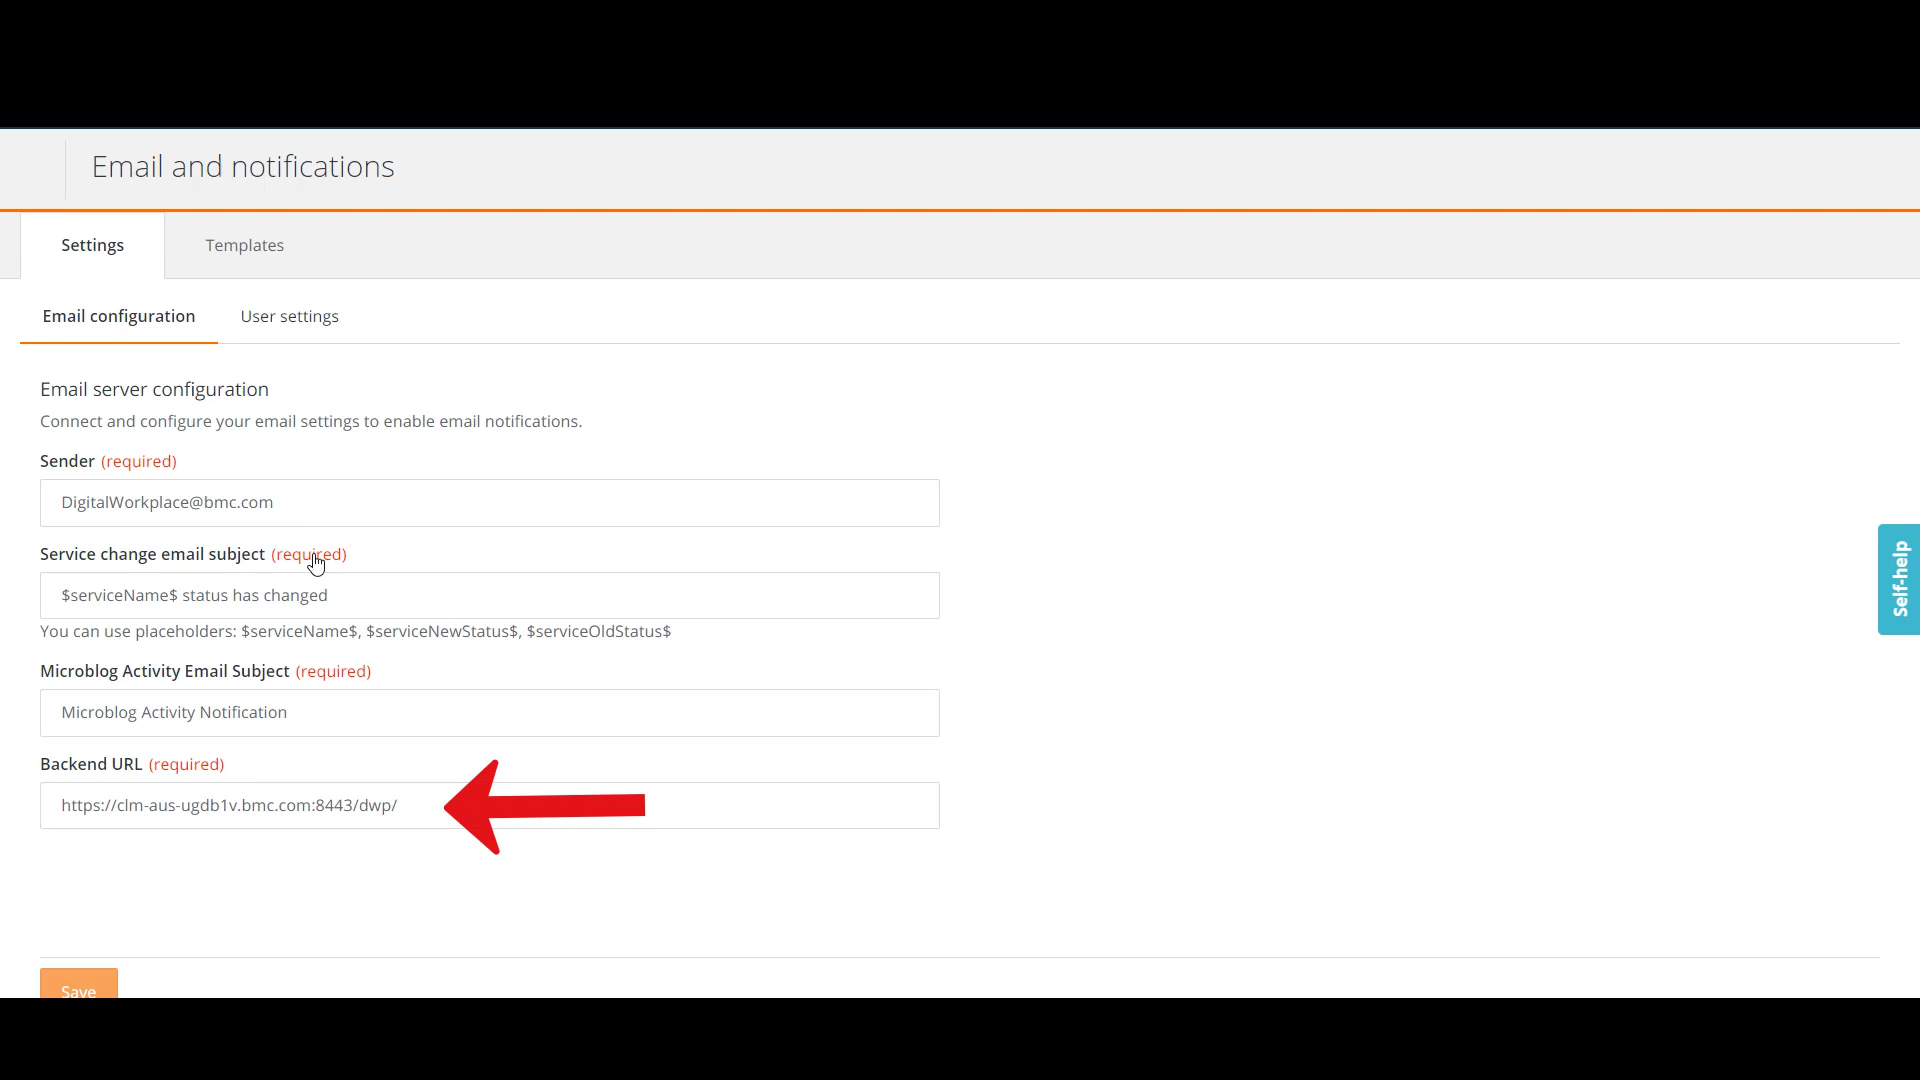 Email and notifications
Settings
Templates
Email configuration
User settings
Email server configuration
Connect and configure your email settings to enable email notifications.
Sender (required)
DigitalWorkplace@bmc.com
Service change email subject (required)
$serviceName$ status has changed
You can use placeholders: $serviceName$, $serviceNewStatus$, $serviceOldStatus$
Microblog Activity Email Subject (required)
Microblog Activity Notification
Backend URL (required)
https://clm-aus-ugdb1v.bmc.com:8443/dwp/
Save
Self-help